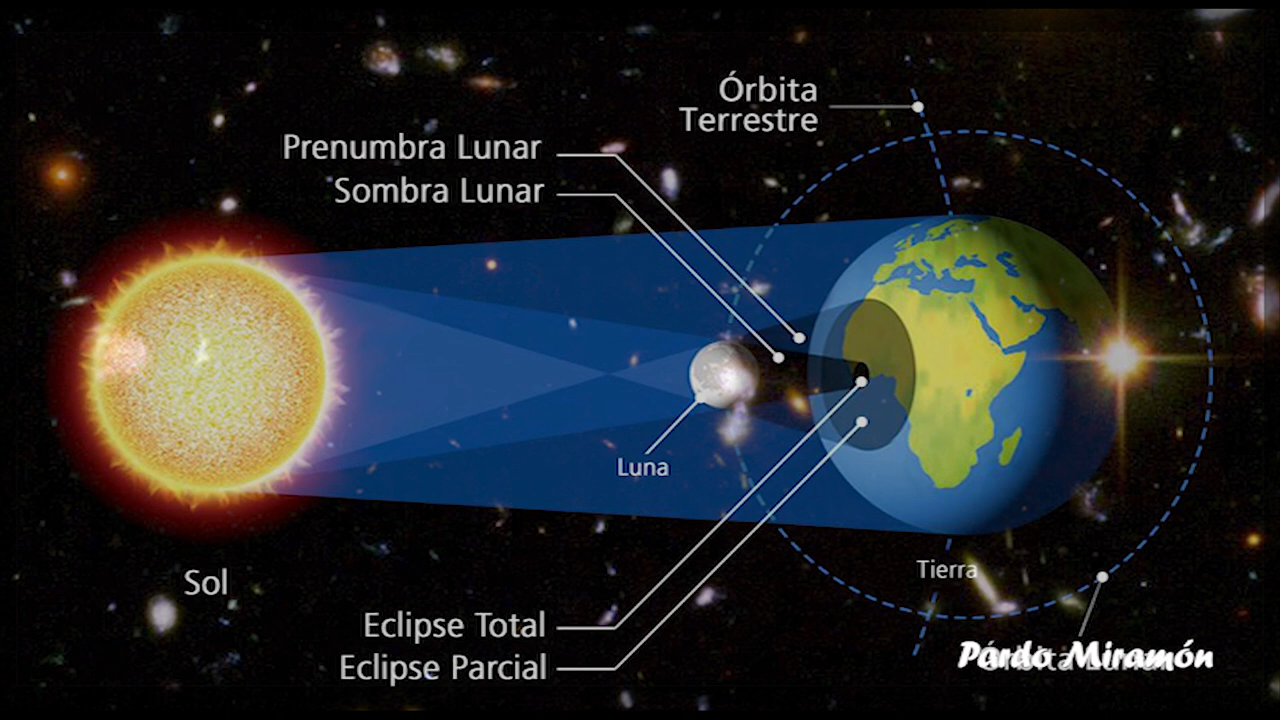 Órbita
Terrestre
Prenumbra Lunar
Sombra Lunar
Luna
Sol
Tierra
Eclipse Total
Eclipse Parcial
Pardo Miramón